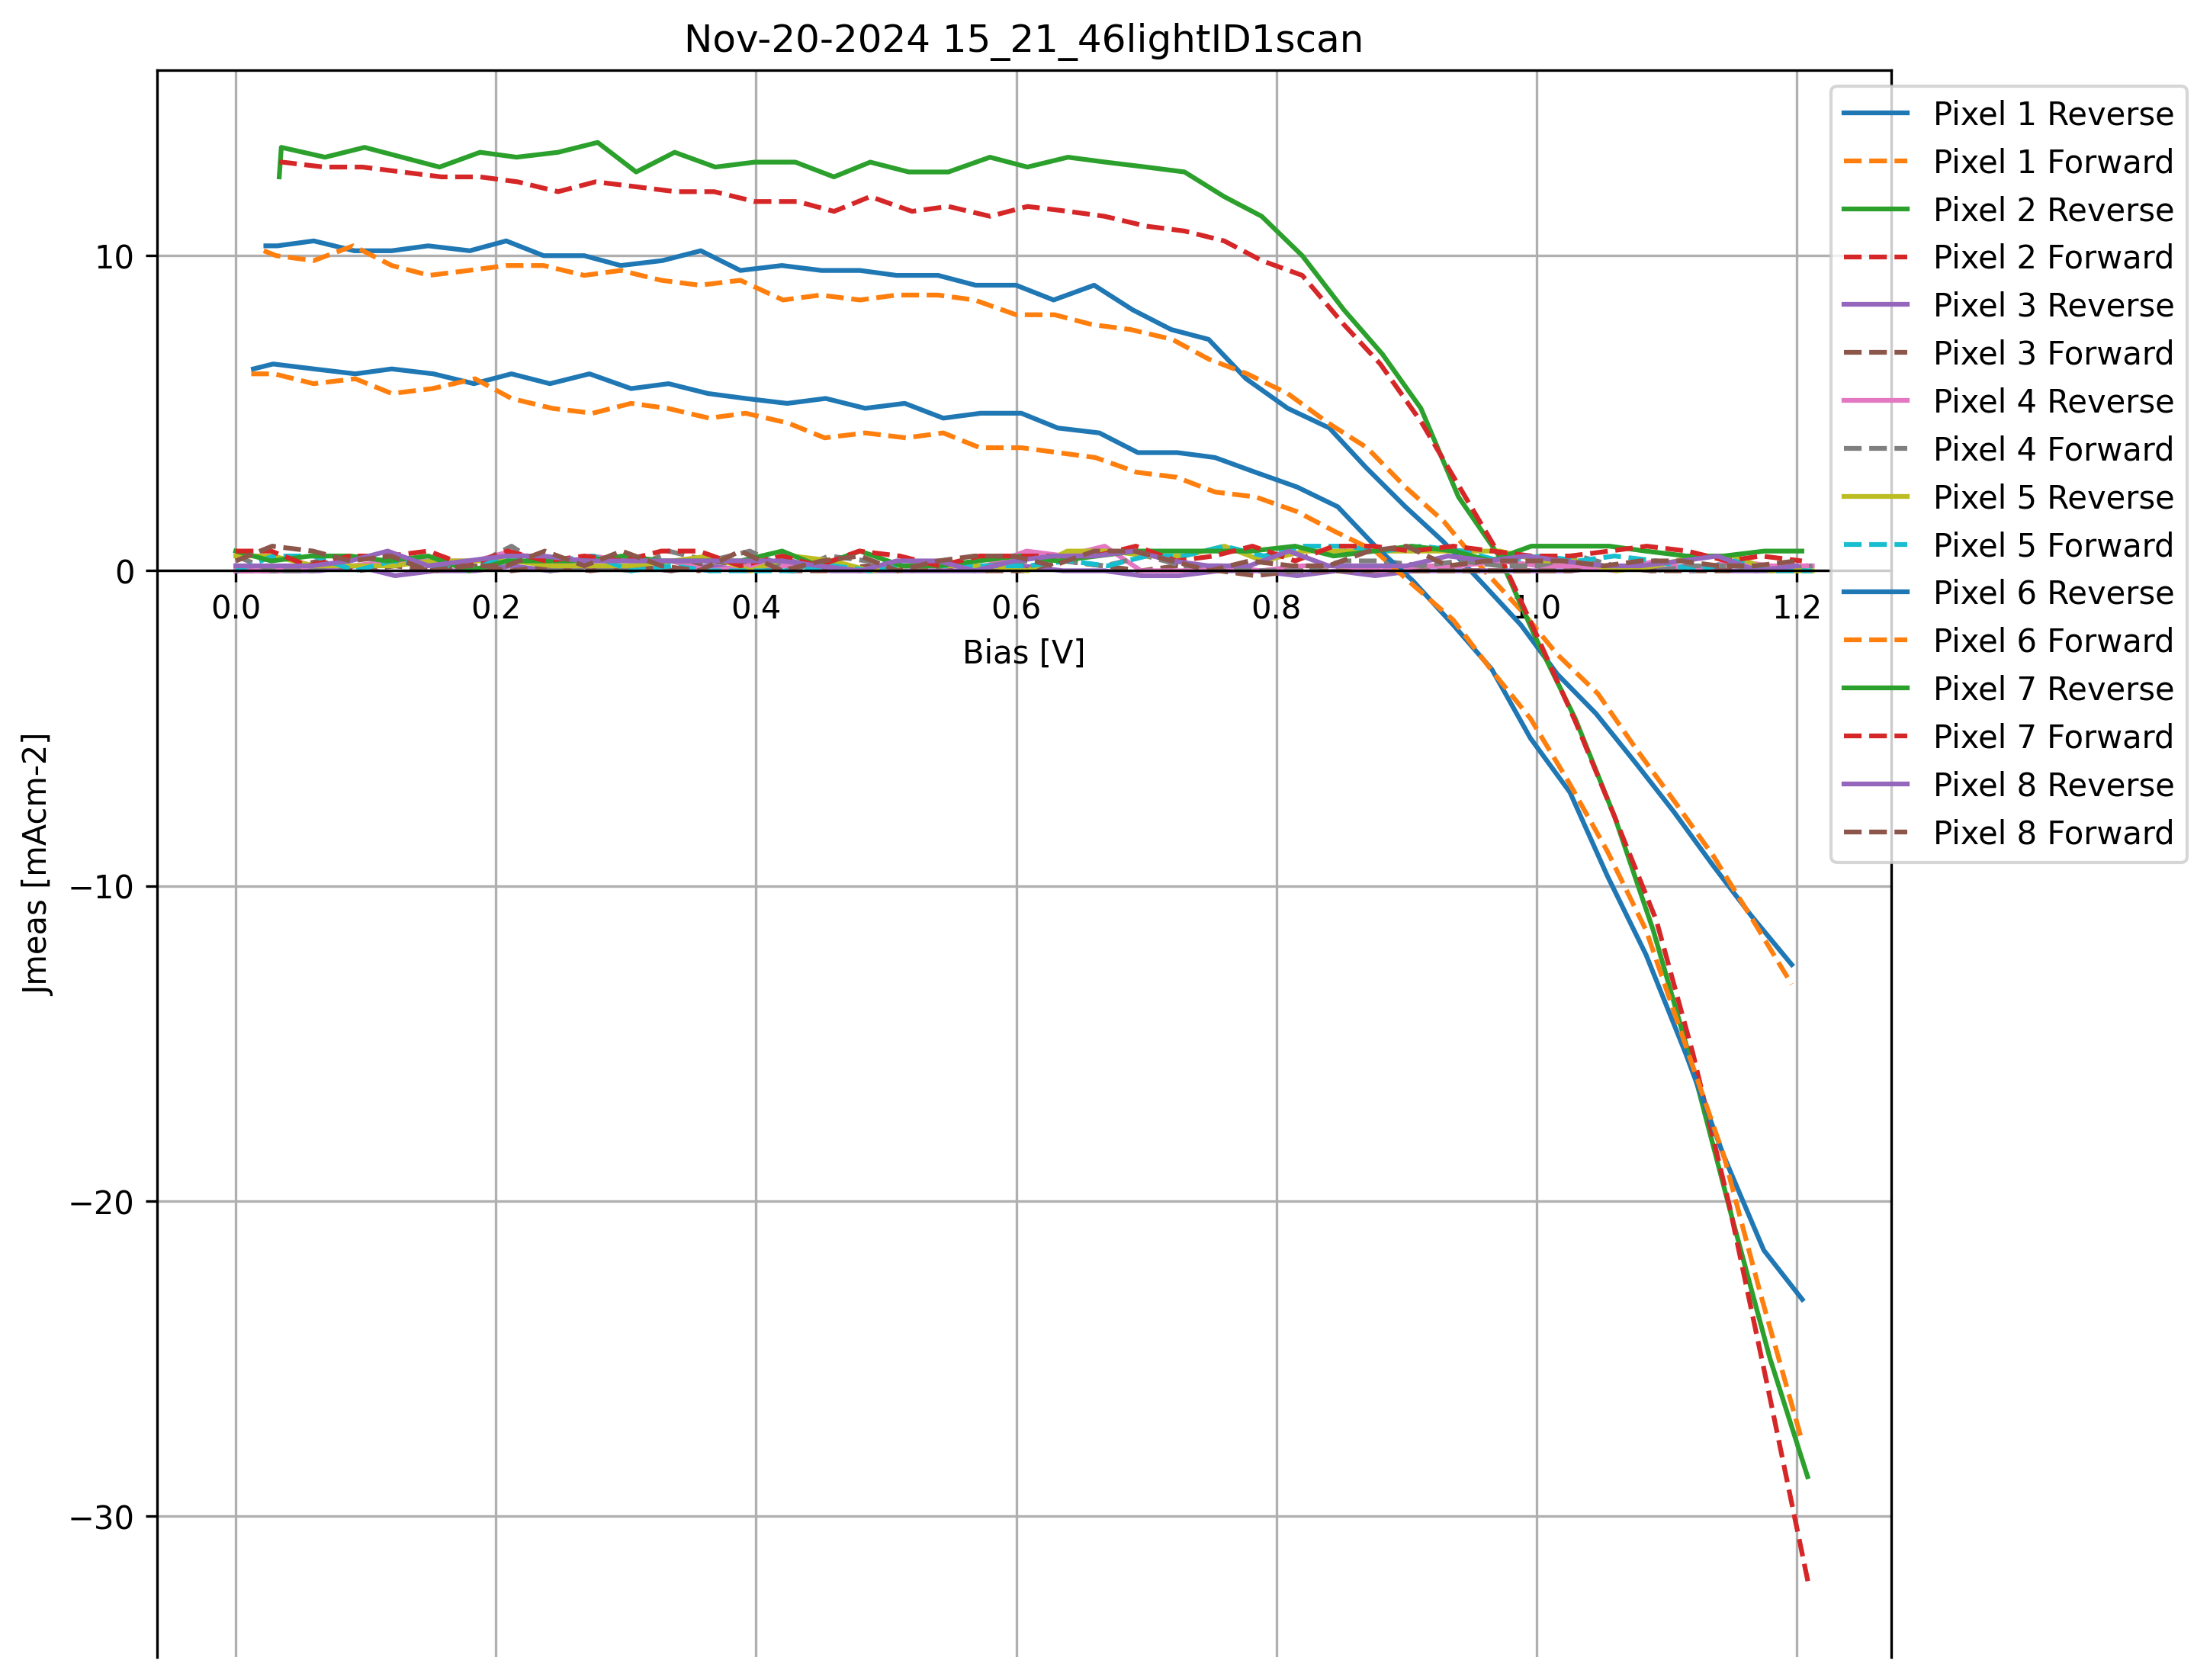 Nov-20-2024 15_21_46lightID1scan
Pixel 1 Reverse
Pixel 1 Forward
Pixel 2 Reverse
Pixel 2 Forward
Pixel 3 Reverse
Pixel 3 Forward
Pixel 4 Reverse
Pixel 4 Forward
Pixel 5 Reverse
Pixel 5 Forward
Pixel 6 Reverse
Pixel 6 Forward
Pixel 7 Reverse
Pixel 7 Forward
Pixel 8 Reverse
Pixel 8 Forward
10
0
−10
−20
−30
0.0 0.2 0.4 0.6 0.8 1.0 1.2
Bias [V]
Jmeas [mAcm-2]